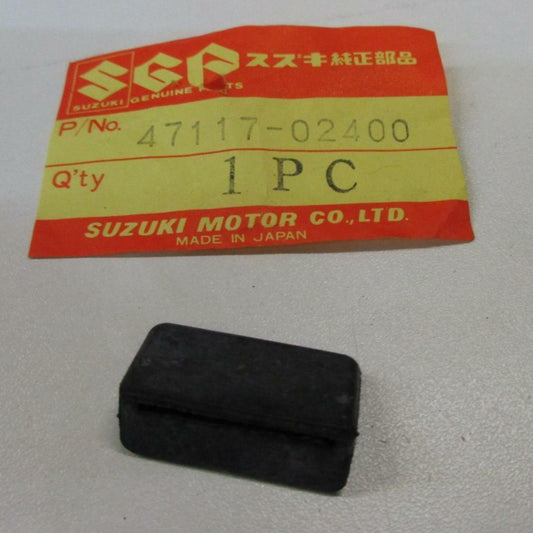 SGP スズキ純正部品
SUZUKI GENUINE PARTS
P/No. 47117-02400
Q'ty 1 PC
SUZUKI MOTOR CO., LTD.
MADE IN JAPAN